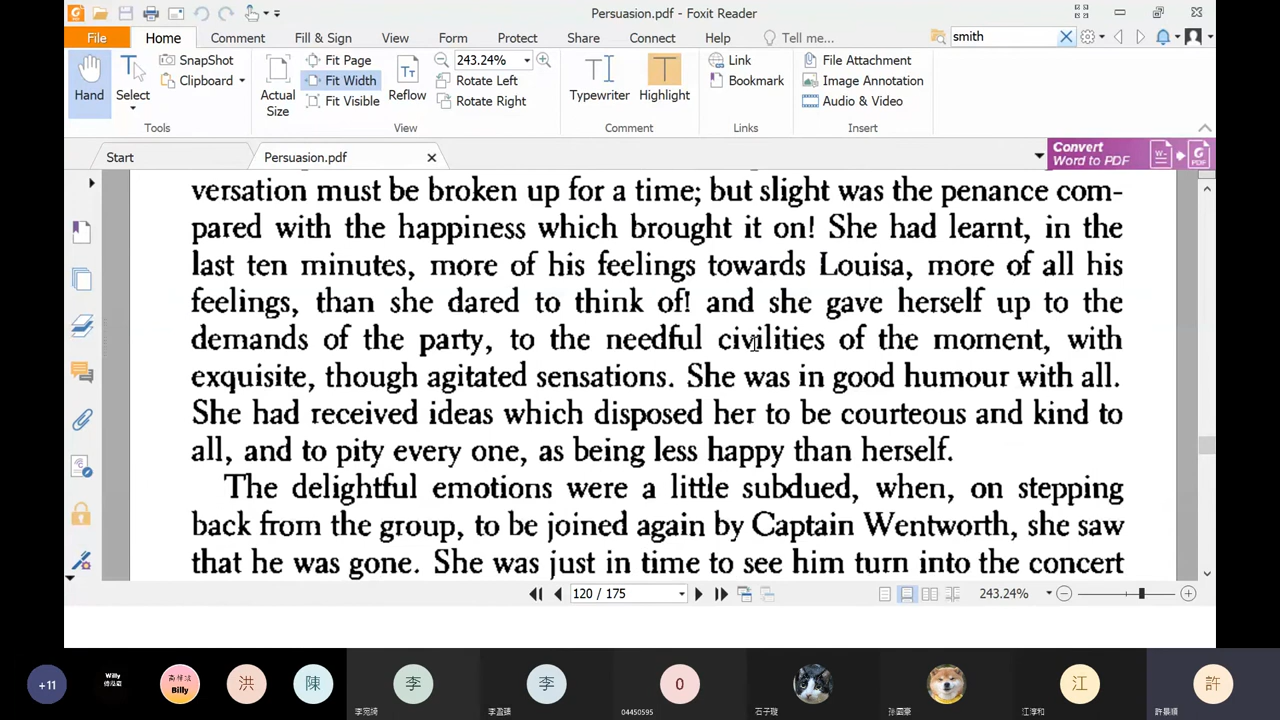 Persuasion.pdf - Foxit Reader
File Home Comment Fill & Sign View Form Protect Share Connect Help Tell me... smith
Hand
Select
SnapShot
Clipboard
Tools
Actual Size
Fit Page
Fit Width
Fit Visible
Reflow
243.24%
Rotate Left
Rotate Right
View
Typewriter
Highlight
Comment
Link
Bookmark
Links
File Attachment
Image Annotation
Audio & Video
Insert
Start
Persuasion.pdf
Convert
Word to PDF
versation must be broken up for a time; but slight was the penance com-
pared with the happiness which brought it on! She had learnt, in the
last ten minutes, more of his feelings towards Louisa, more of all his
feelings, than she dared to think of! and she gave herself up to the
demands of the party, to the needful civilities of the moment, with
exquisite, though agitated sensations. She was in good humour with all.
She had received ideas which disposed her to be courteous and kind to
all, and to pity every one, as being less happy than herself.
The delightful emotions were a little subdued, when, on stepping
back from the group, to be joined again by Captain Wentworth, she saw
that he was gone. She was just in time to see him turn into the concert
120 / 175
243.24%
+11
Willy
Billy
洪
陳
李
李
0
江
許
04450595
江淳和